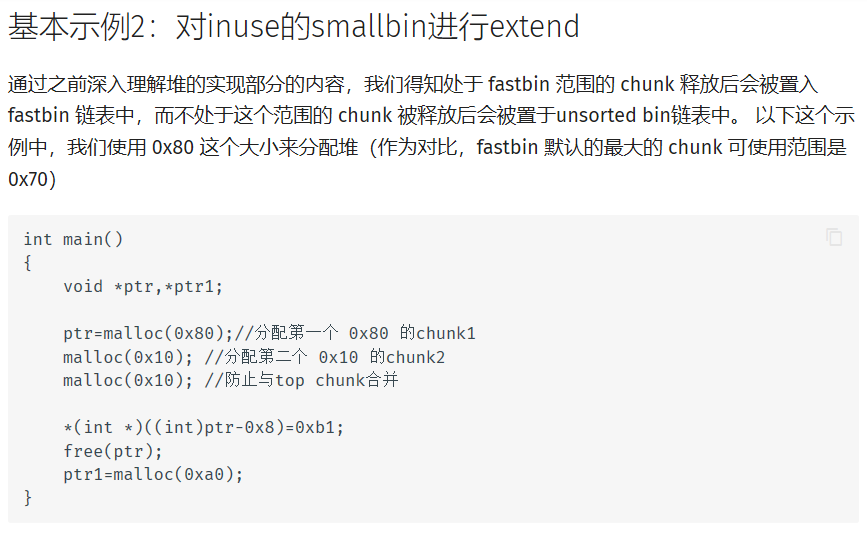 基本示例2：对inuse的smallbin进行extend
通过之前深入理解堆的实现部分的内容，我们得知处于 fastbin 范围的 chunk 释放后会被置入
fastbin 链表中，而不处于这个范围的 chunk 被释放后会被置于unsorted bin链表中。 以下这个示
例中，我们使用 0x80 这个大小来分配堆（作为对比，fastbin 默认的最大的 chunk 可使用范围是
0x70）
int main()
{
    void *ptr,*ptr1;

    ptr=malloc(0x80);//分配第一个 0x80 的chunk1
    malloc(0x10); //分配第二个 0x10 的chunk2
    malloc(0x10); //防止与top chunk合并

    *(int *)((int)ptr-0x8)=0xb1;
    free(ptr);
    ptr1=malloc(0xa0);
}